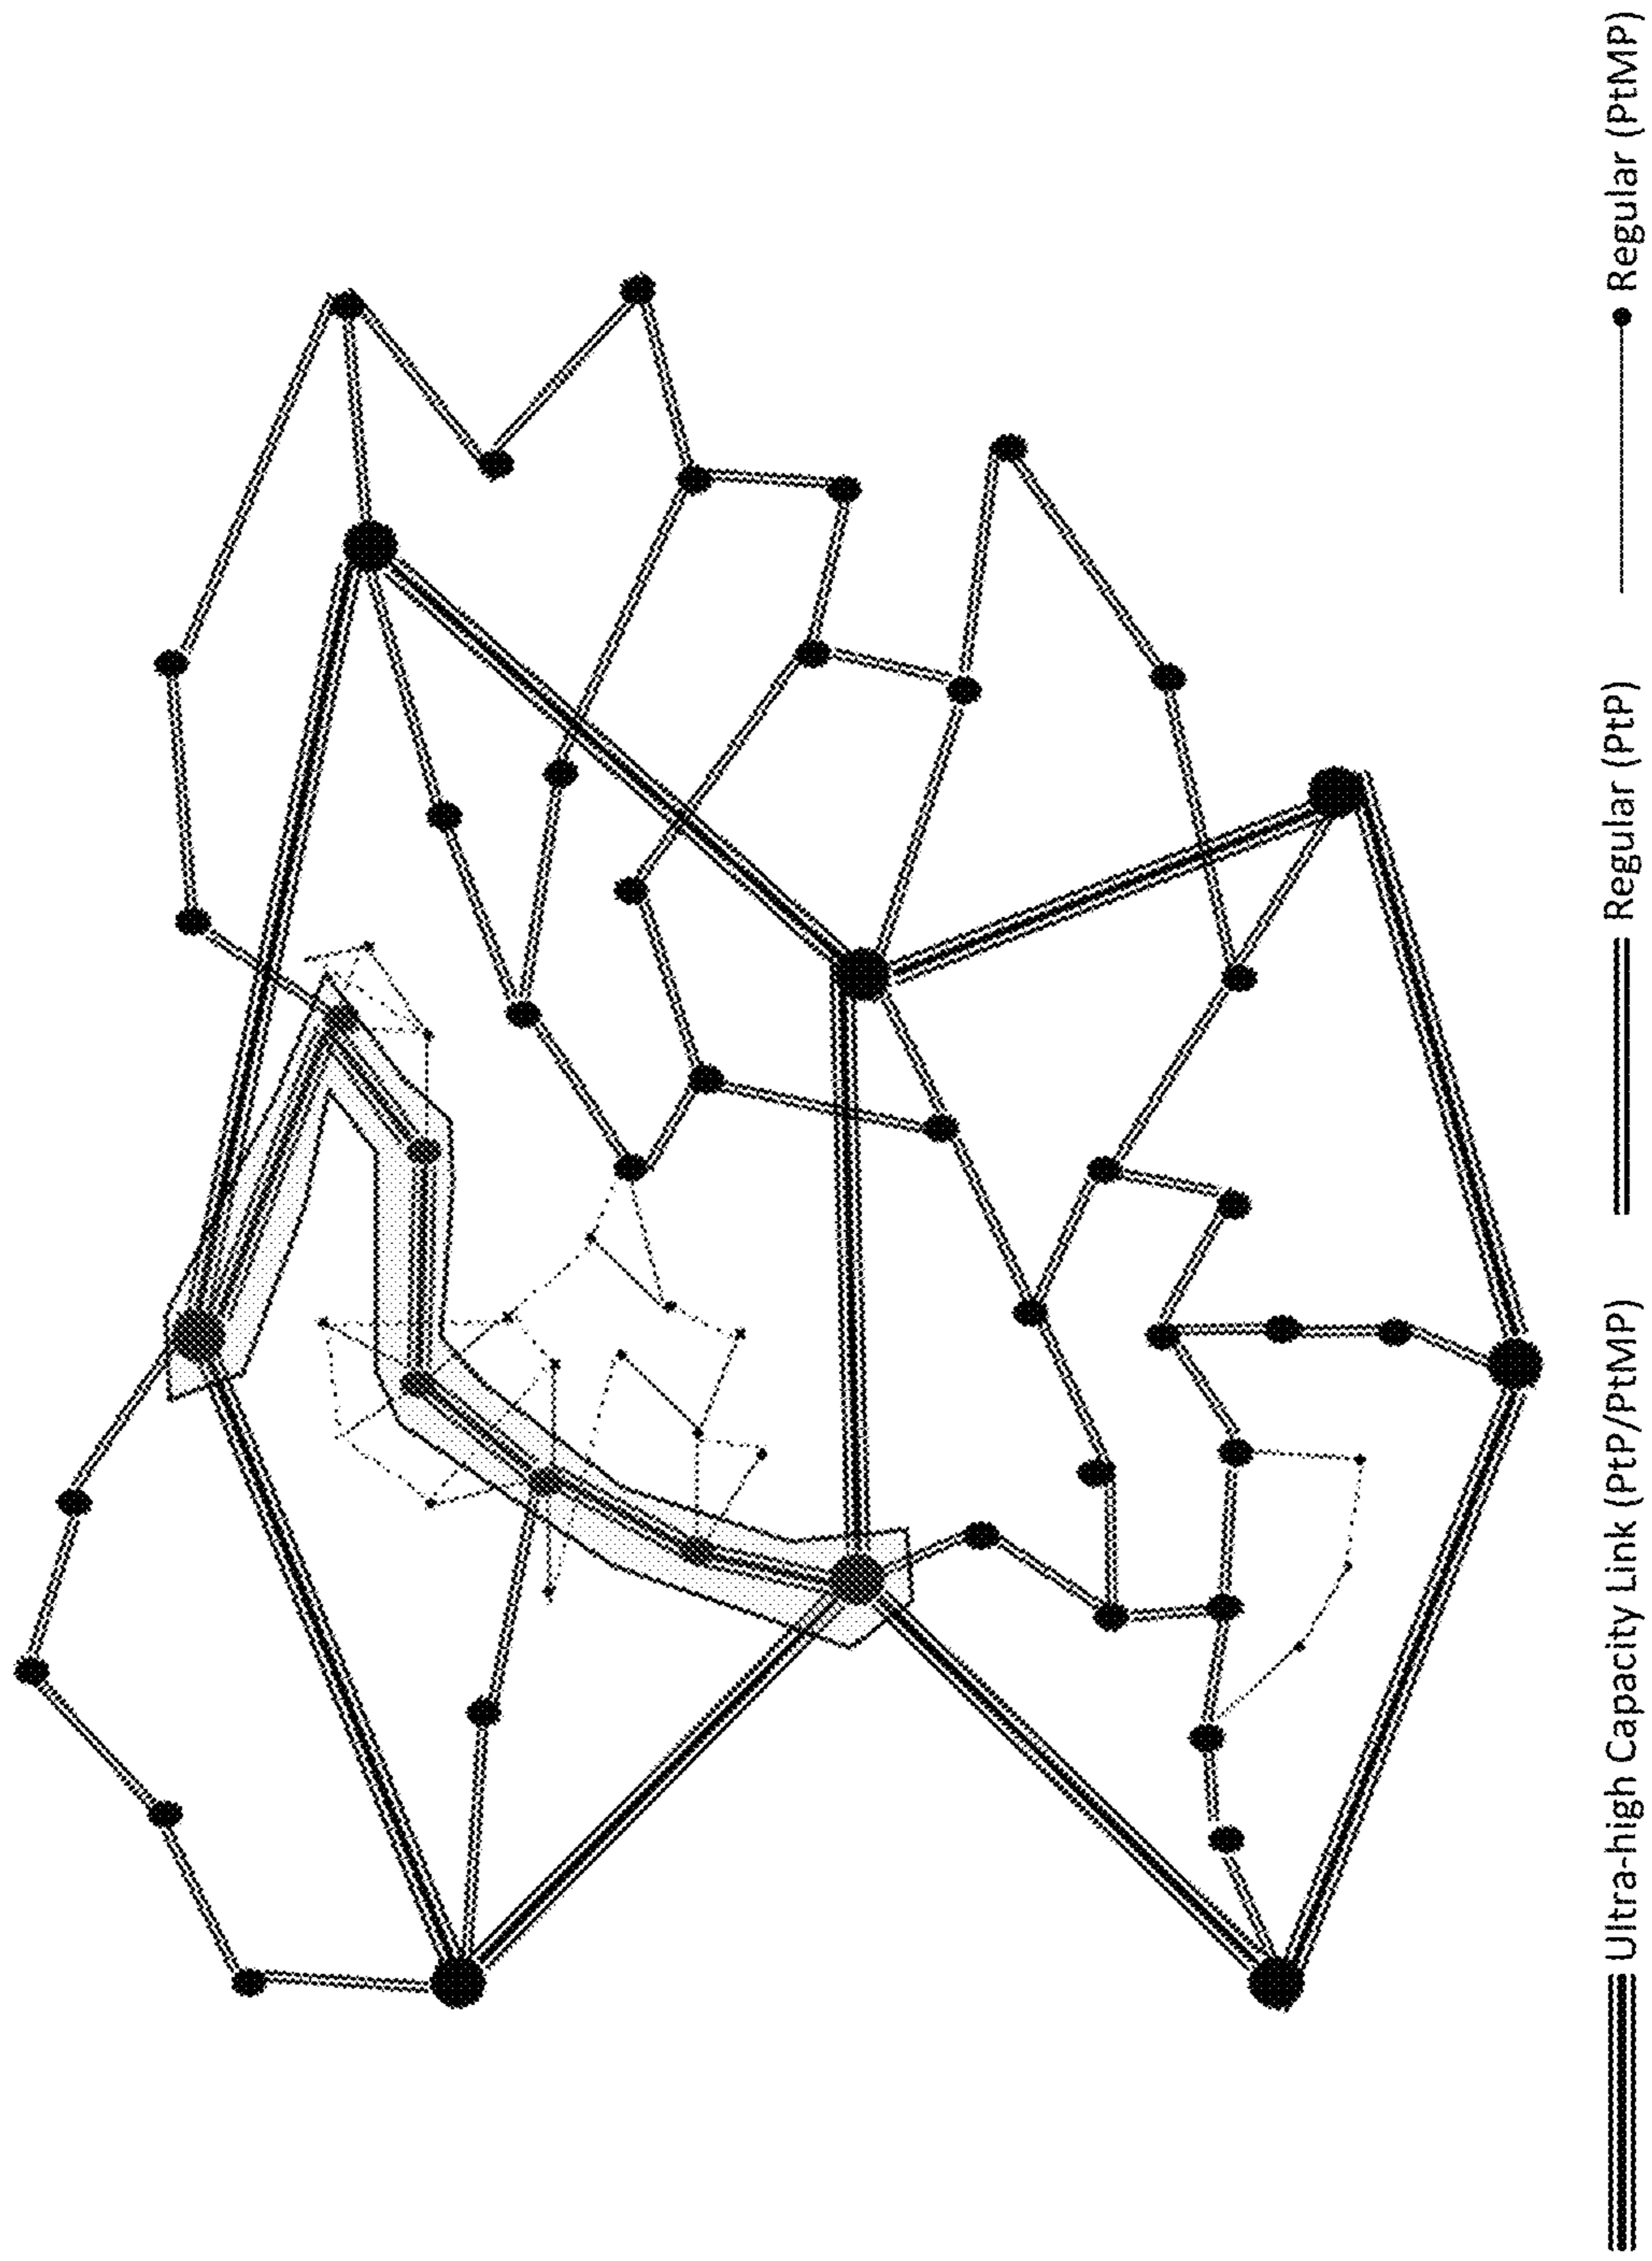 Ultra-high Capacity Link (PtP/PtMP)
Regular (PtP)
Regular (PtMP)